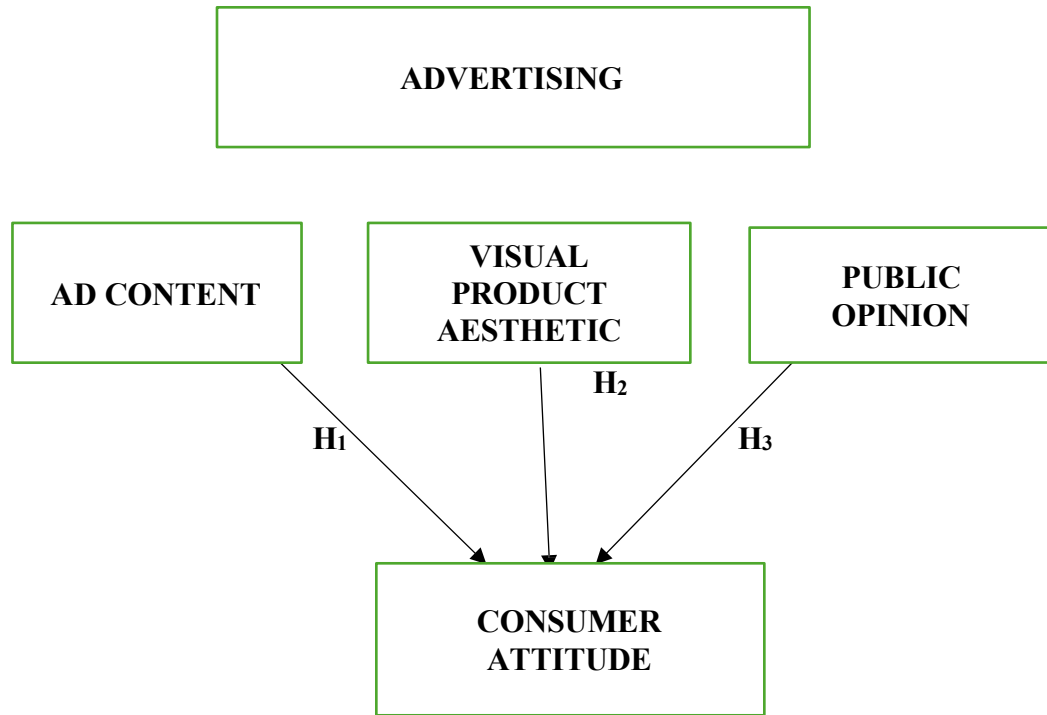 ADVERTISING
AD CONTENT
VISUAL
PRODUCT
AESTHETIC
PUBLIC
OPINION
H₁
H₂
H₃
CONSUMER
ATTITUDE